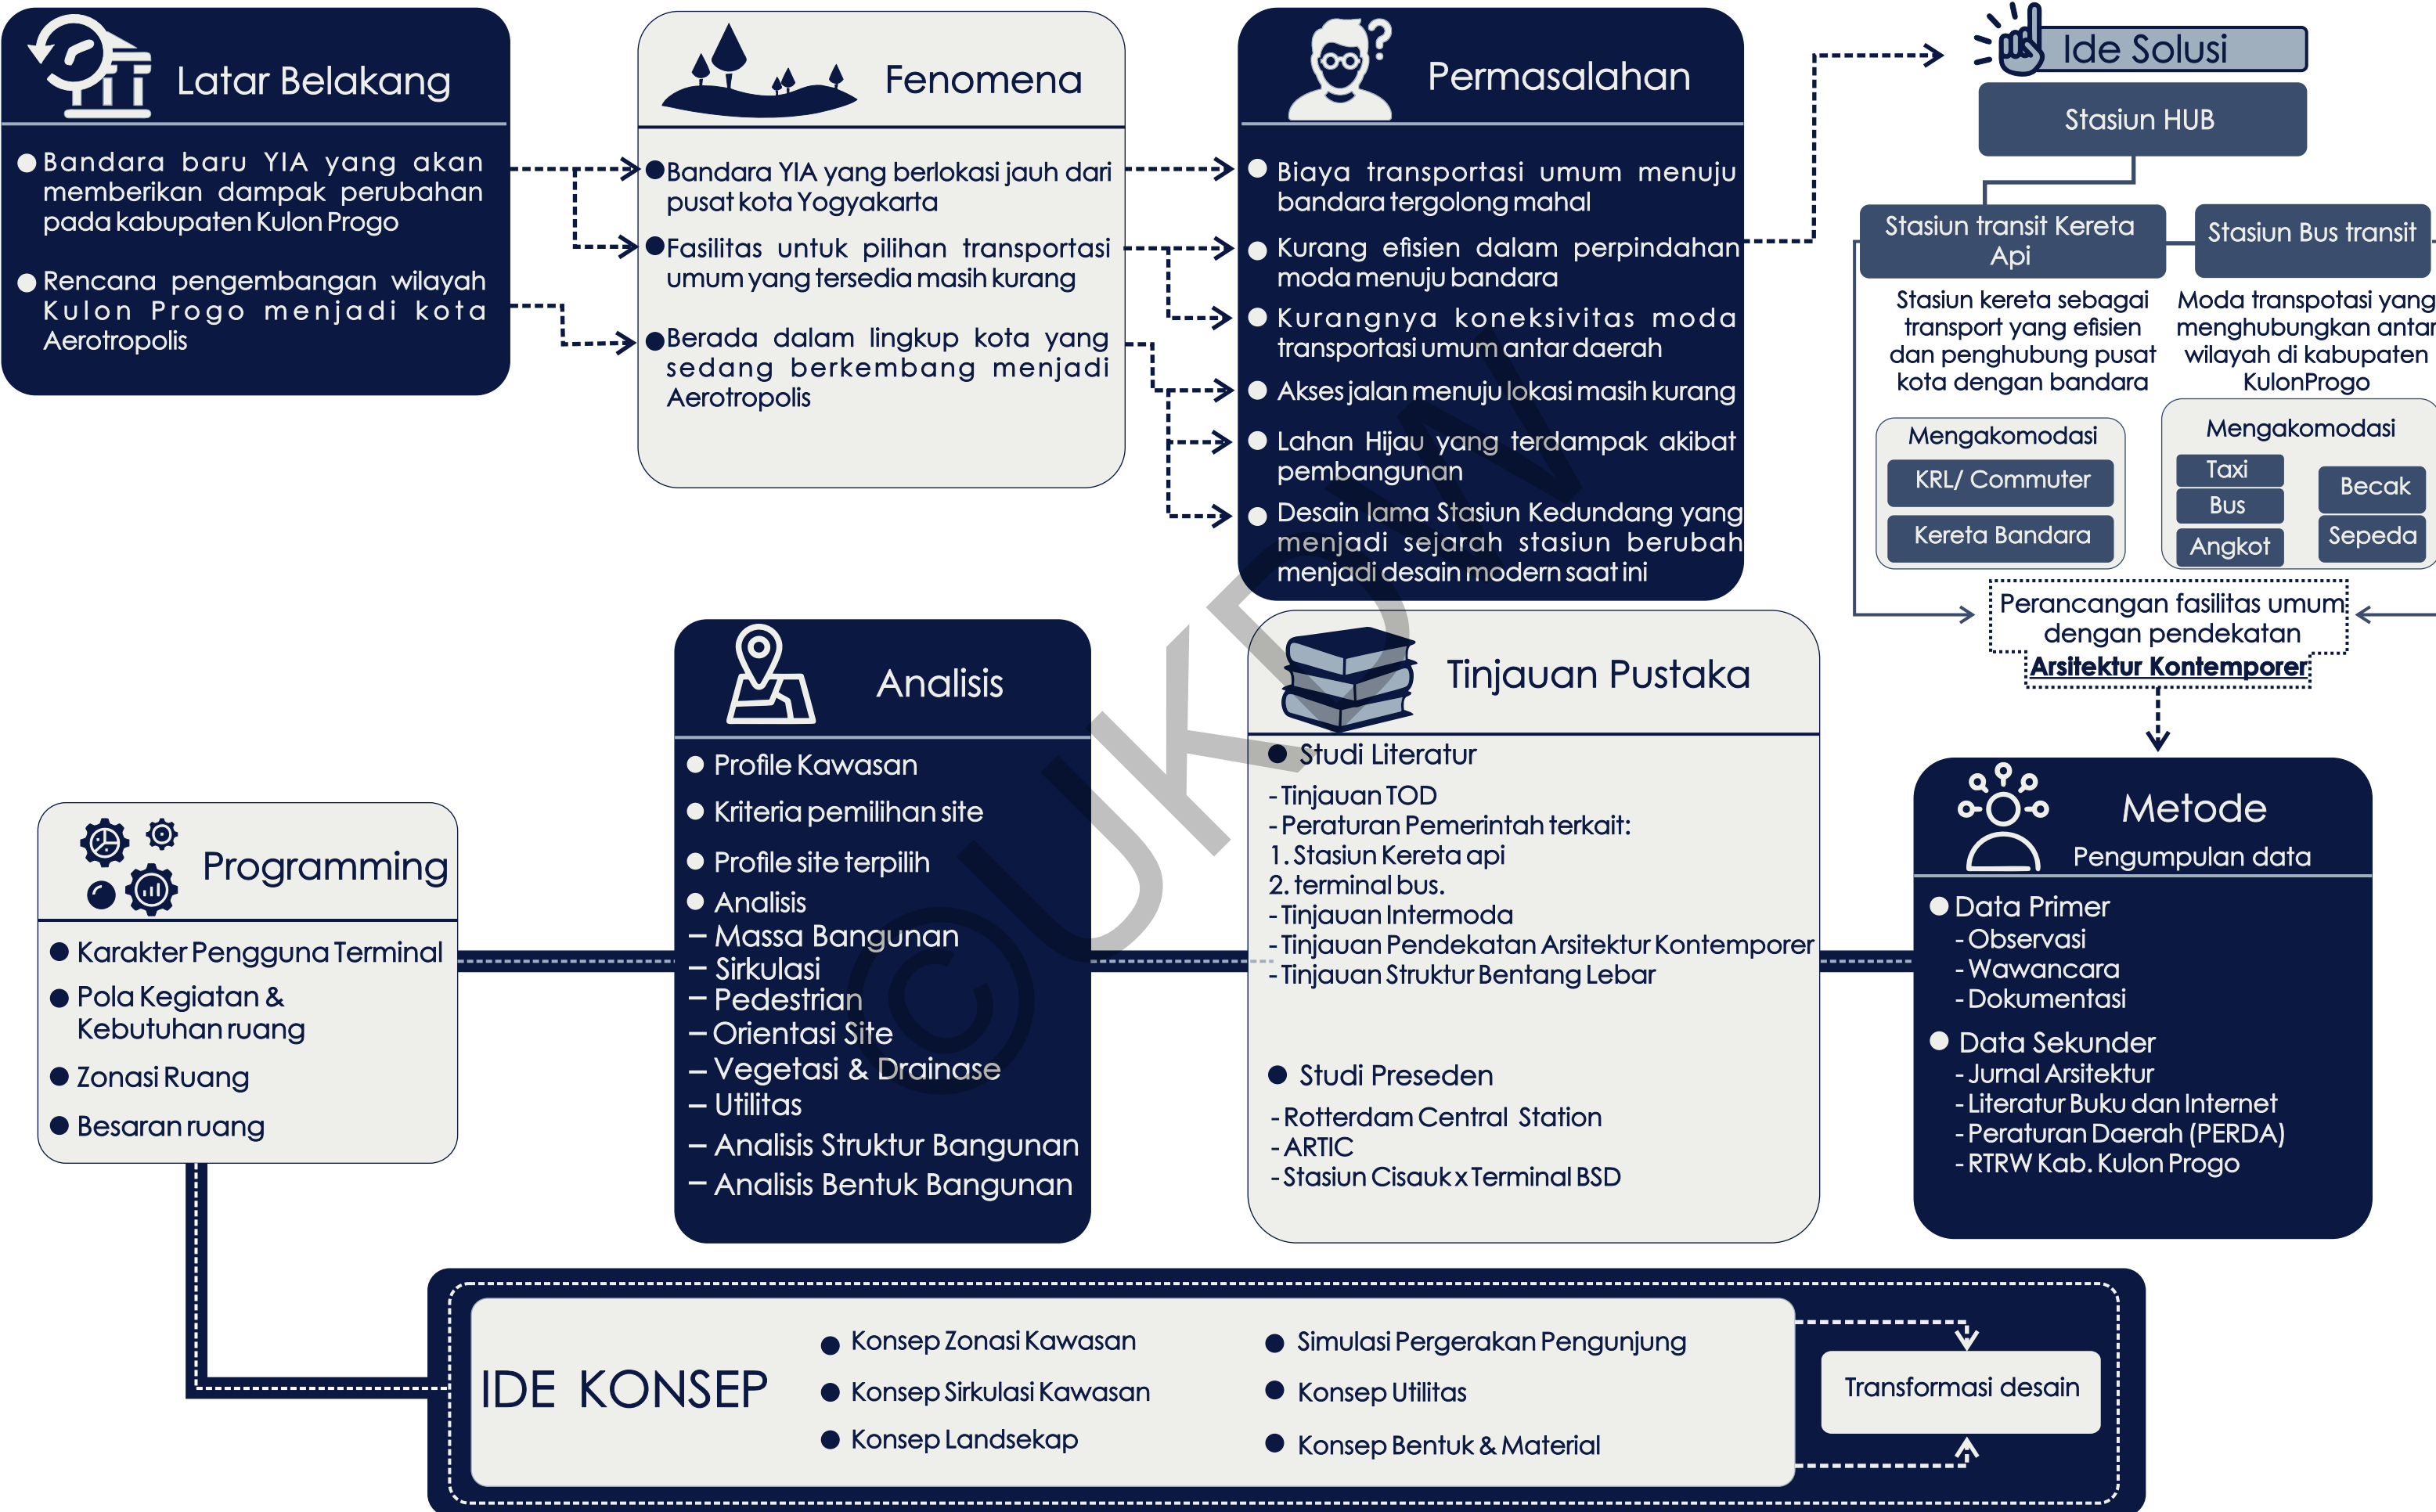 Latar Belakang
Bandara baru YIA yang akan
memberikan dampak perubahan
pada kabupaten Kulon Progo
Rencana pengembangan wilayah
Kulon Progo menjadi kota
Aerotropolis
Fenomena
Bandara YIA yang berlokasi jauh dari
pusat kota Yogyakarta
Fasilitas untuk pilihan transportasi
umum yang tersedia masih kurang
Berada dalam lingkup kota yang
sedang berkembang menjadi
Aerotropolis
Permasalahan
Biaya transportasi umum menuju
bandara tergolong mahal
Kurang efisien dalam perpindahan
moda menuju bandara
Kurangnya koneksivitas moda
transportasi umum antar daerah
Akses jalan menuju lokasi masih kurang
Lahan Hijau yang terdampak akibat
pembangunan
Desain lama Stasiun Kedundang yang
menjadi sejarah stasiun berubah
menjadi desain modern saat ini
Ide Solusi
Stasiun HUB
Stasiun transit Kereta
Api
Stasiun kereta sebagai
transport yang efisien
dan penghubung pusat
kota dengan bandara
Mengakomodasi
KRL/ Commuter
Kereta Bandara
Stasiun Bus transit
Moda transpotasi yang
menghubungkan antar
wilayah di kabupaten
KulonProgo
Mengakomodasi
Taxi
Bus
Angkot
Becak
Sepeda
Perancangan fasilitas umum
dengan pendekatan
Arsitektur Kontemporer
Metode
Pengumpulan data
Data Primer
- Observasi
- Wawancara
- Dokumentasi
Data Sekunder
- Jurnal Arsitektur
- Literatur Buku dan Internet
- Peraturan Daerah (PERDA)
- RTRW Kab. Kulon Progo
Tinjauan Pustaka
Studi Literatur
- Tinjauan TOD
- Peraturan Pemerintah terkait:
1. Stasiun Kereta api
2. terminal bus.
- Tinjauan Intermoda
- Tinjauan Pendekatan Arsitektur Kontemporer
- Tinjauan Struktur Bentang Lebar
Studi Preseden
- Rotterdam Central Station
- ARTIC
- Stasiun Cisauk x Terminal BSD
Analisis
Profile Kawasan
Kriteria pemilihan site
Profile site terpilih
Analisis
– Massa Bangunan
– Sirkulasi
– Pedestrian
– Orientasi Site
– Vegetasi & Drainase
– Utilitas
– Analisis Struktur Bangunan
– Analisis Bentuk Bangunan
Programming
Karakter Pengguna Terminal
Pola Kegiatan &
Kebutuhan ruang
Zonasi Ruang
Besaran ruang
IDE KONSEP
Konsep Zonasi Kawasan
Konsep Sirkulasi Kawasan
Konsep Landsekap
Simulasi Pergerakan Pengunjung
Konsep Utilitas
Konsep Bentuk & Material
Transformasi desain
©UKDW